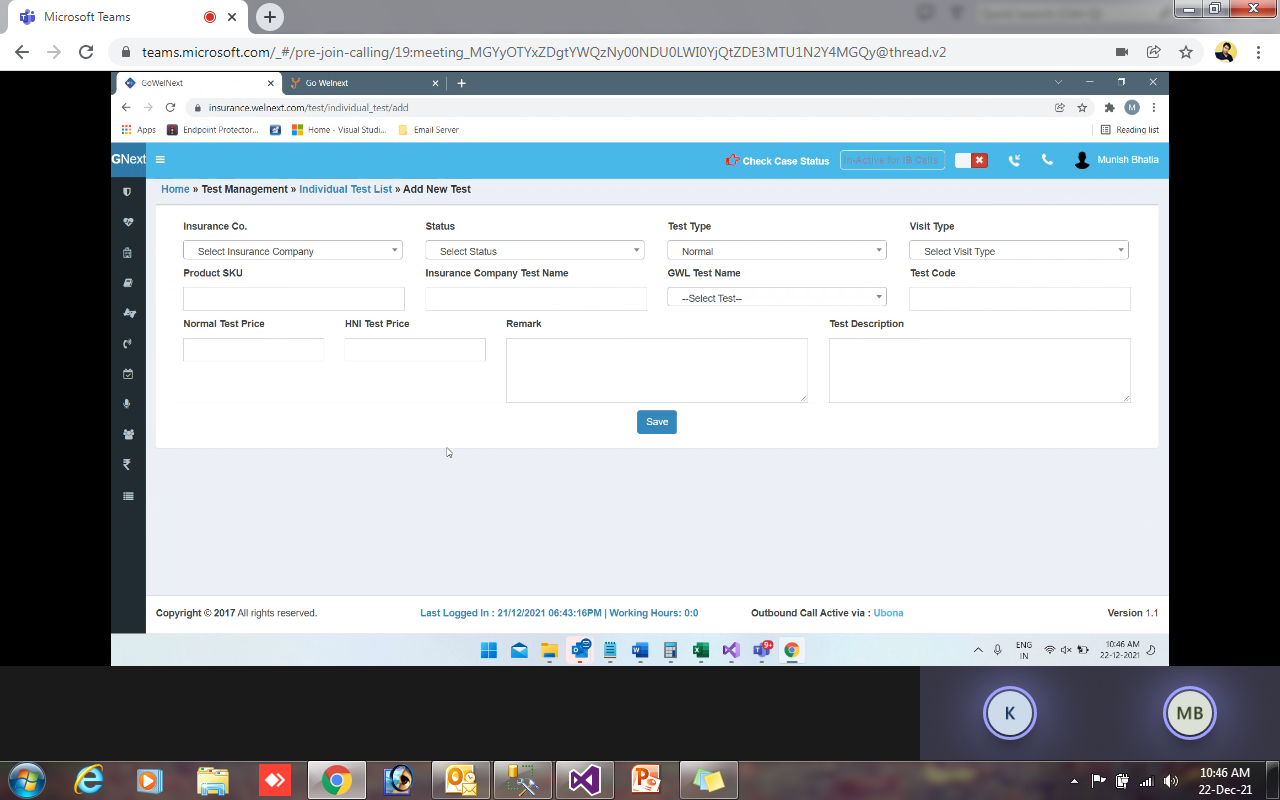 Microsoft Teams
teams.microsoft.com/_#/pre-join-calling/19:meeting_MGYyOTYxZDgtYWQzNy00NDU0LWI0YjQtZDE3MTU1N2Y4MGQy@thread.v2
GoWelNext
Go Welnext
insurance.welnext.com/test/individual_test/add
M
Apps
Endpoint Protector...
Home - Visual Studi...
Email Server
Reading list
GNext
Check Case Status
In-Active for IB Calls
Munish Bhatia
Home » Test Management » Individual Test List » Add New Test
Insurance Co. Status Test Type Visit Type
Select Insurance Company Select Status Normal Select Visit Type
Product SKU Insurance Company Test Name GWL Test Name Test Code
--Select Test--
Normal Test Price HNI Test Price Remark Test Description
Save
Copyright © 2017 All rights reserved. Last Logged In : 21/12/2021 06:43:16PM | Working Hours: 0:0 Outbound Call Active via : Ubona Version 1.1
9+
ENG
IN
10:46 AM
22-12-2021
K
MB
10:46 AM
22-Dec-21